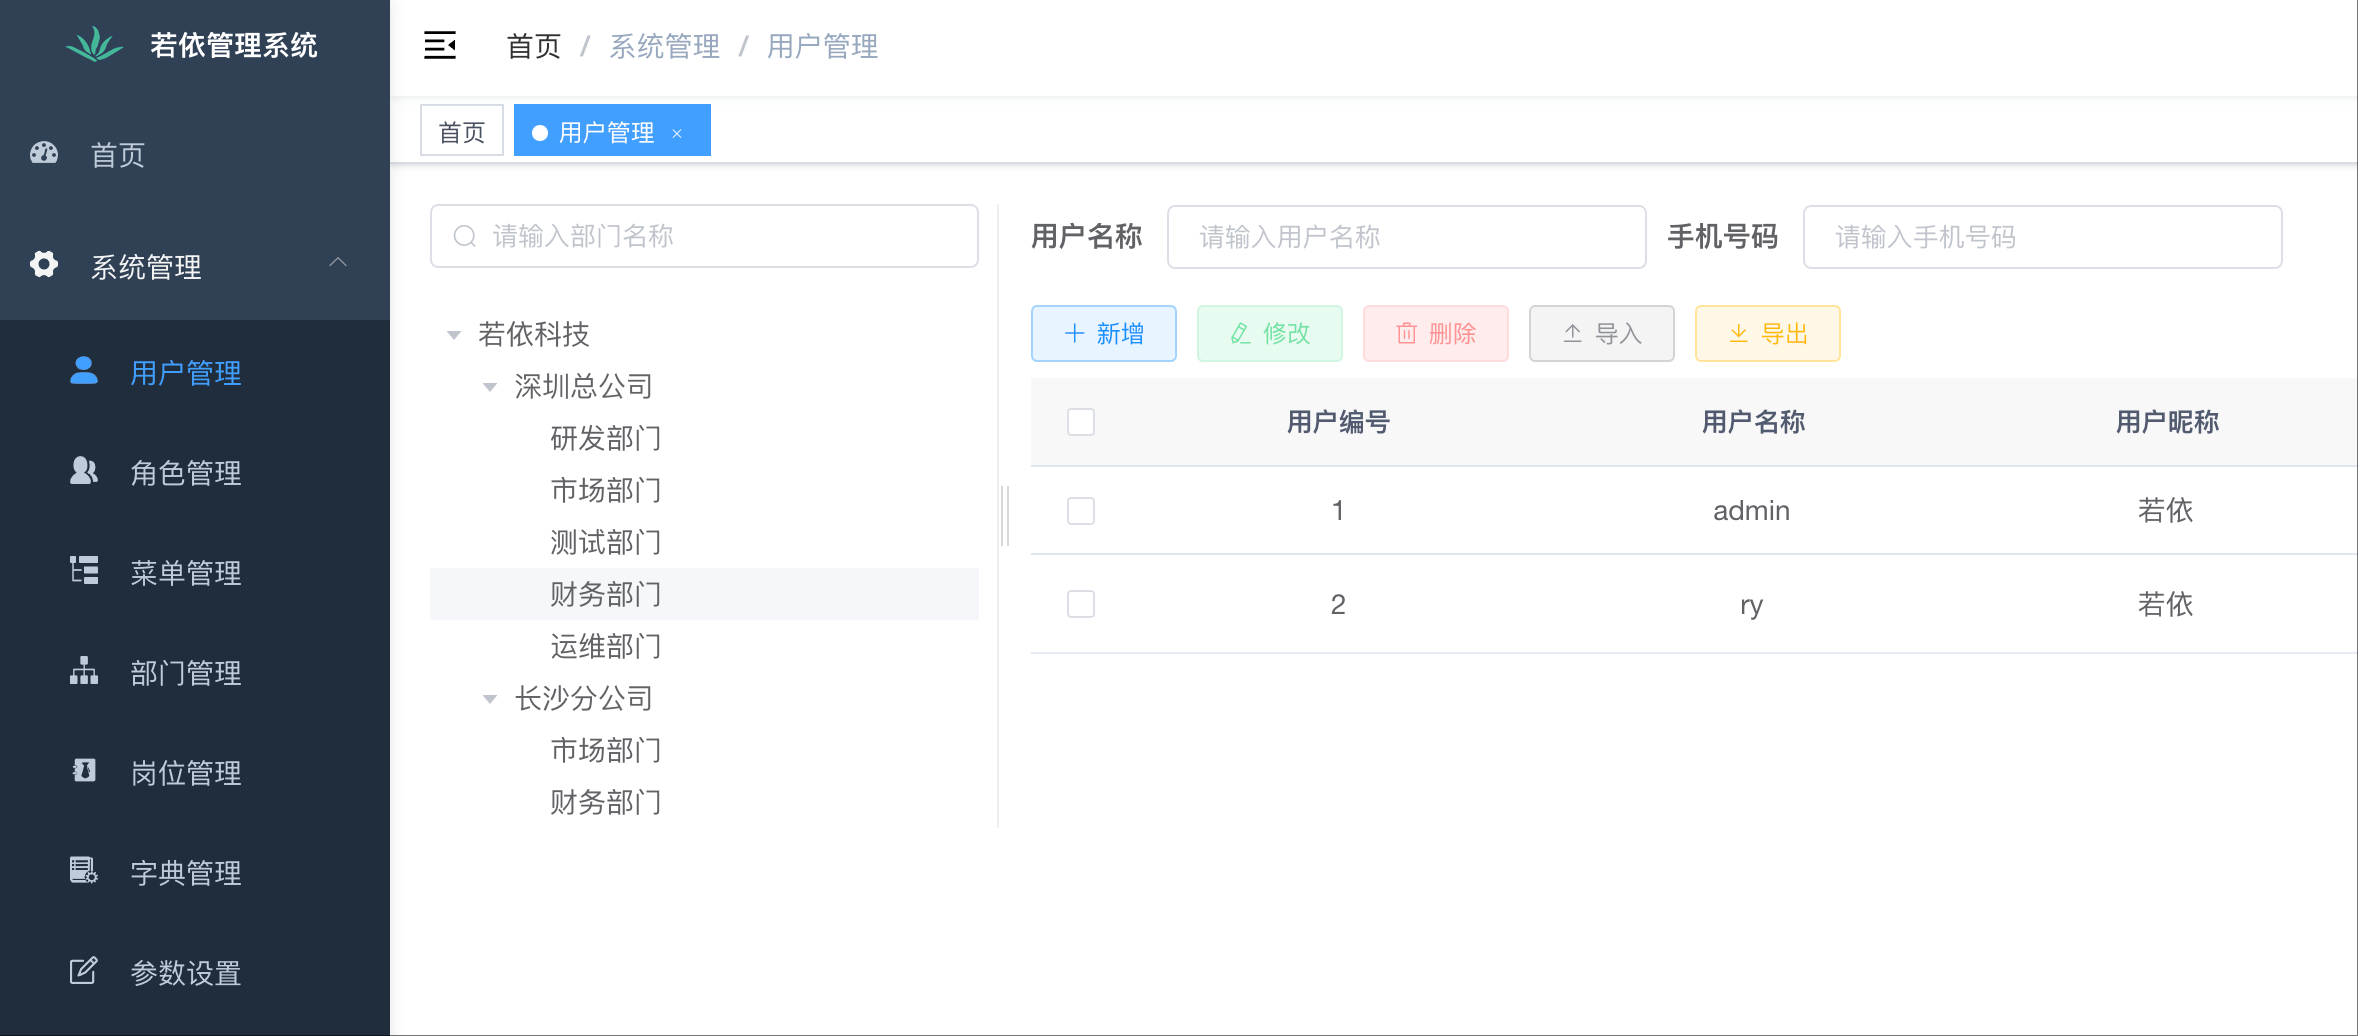 若依管理系统
首页
系统管理
用户管理
角色管理
菜单管理
部门管理
岗位管理
字典管理
参数设置
首页 / 系统管理 / 用户管理
首页 用户管理 ×
请输入部门名称
若依科技
深圳总公司
研发部门
市场部门
测试部门
财务部门
运维部门
长沙分公司
市场部门
财务部门
用户名称 请输入用户名称 手机号码 请输入手机号码
新增 修改 删除 导入 导出
用户编号 用户名称 用户昵称
1 admin 若依
2 ry 若依